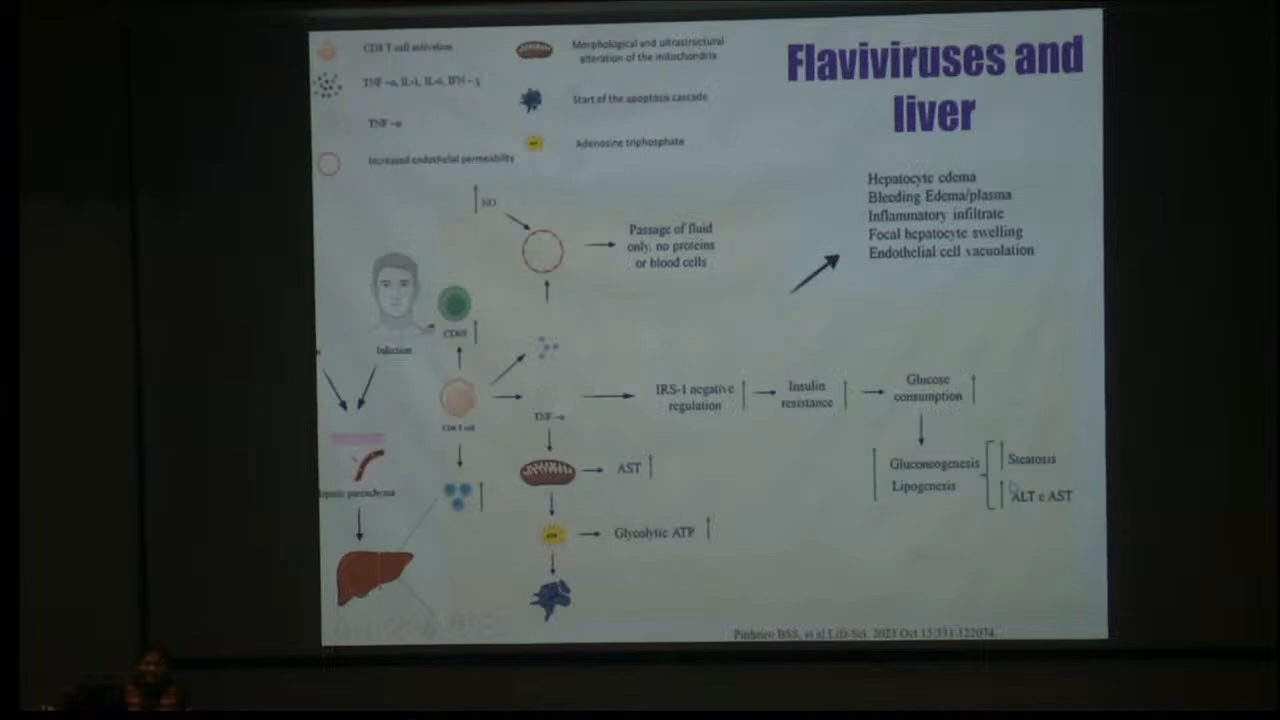 Flaviviruses and
liver
CD8 T cell activation
TNF -α, IL-1, IL-6, IFN - γ
TNF -α
Increased endothelial permeability
Morphological and ultrastructural
alteration of the mitochondria
Start of the apoptosis cascade
Adenosine triphosphate
Hepatocyte edema
Bleeding Edema/plasma
Inflammatory infiltrate
Focal hepatocyte swelling
Endothelial cell vacuolation
NO
Passage of fluid
only, no proteins
or blood cells
Infection
CD69
CD8 T cell
TNF -α
IRS-1 negative
regulation
Insulin
resistance
Glucose
consumption
Gluconeogenesis
Lipogenesis
Steatosis
ALT e AST
AST
parenchyma
Glycolytic ATP
Pinheiro BSS, et al Life Sci. 2023 Oct 15;331:122074.